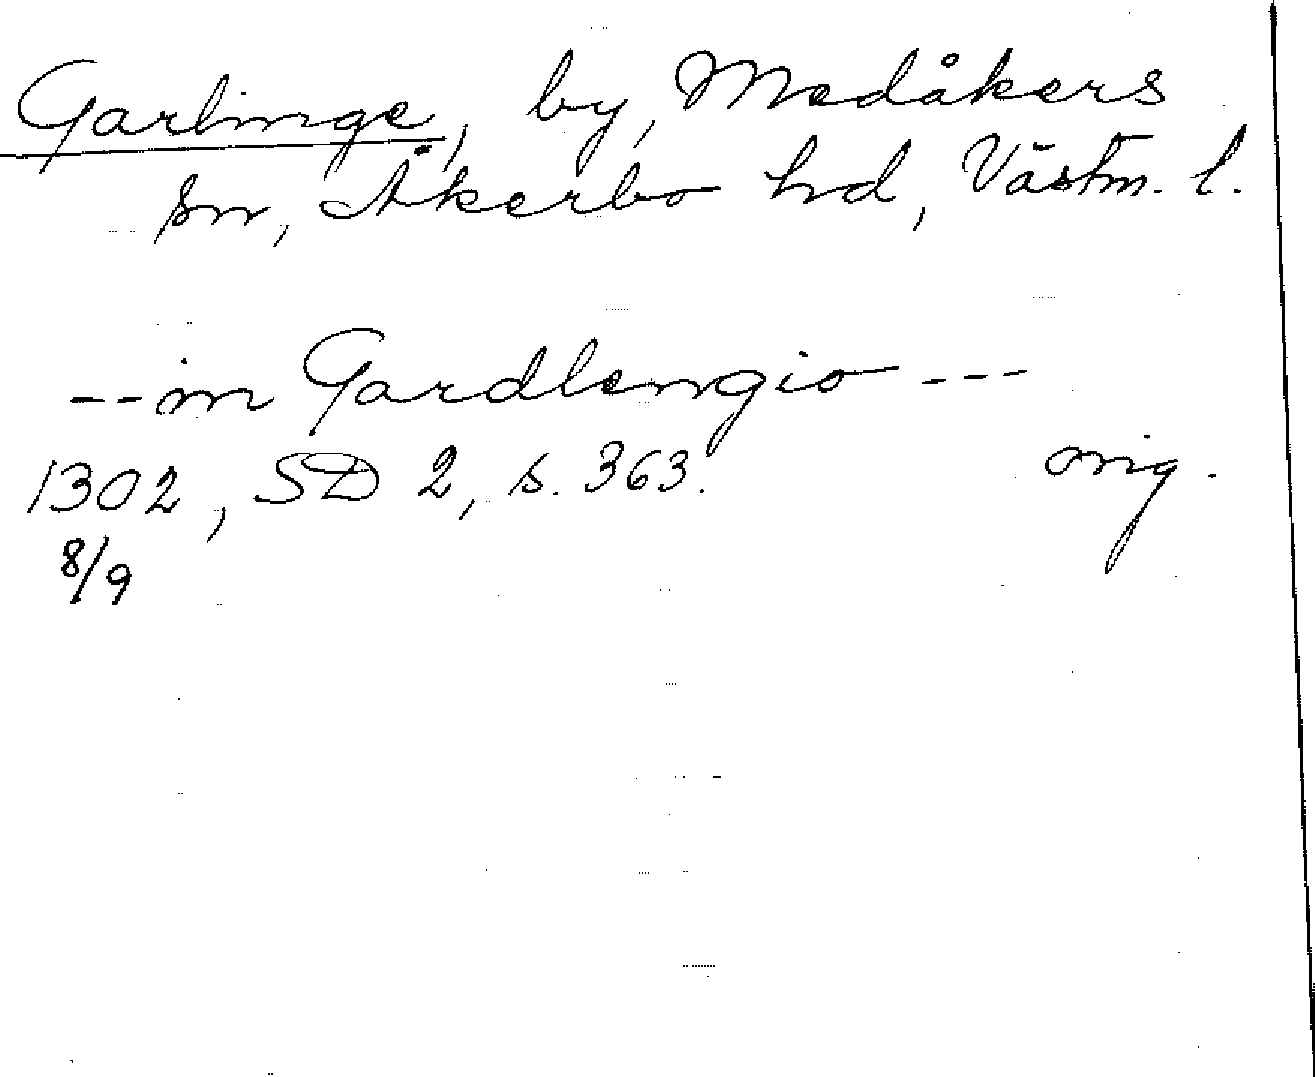 Garlinge, by, Medåkers
sn, Åkerbo hd, Västm. l.
--in Gardlengio ---
1302, SD 2, s. 363. orig.
8/9